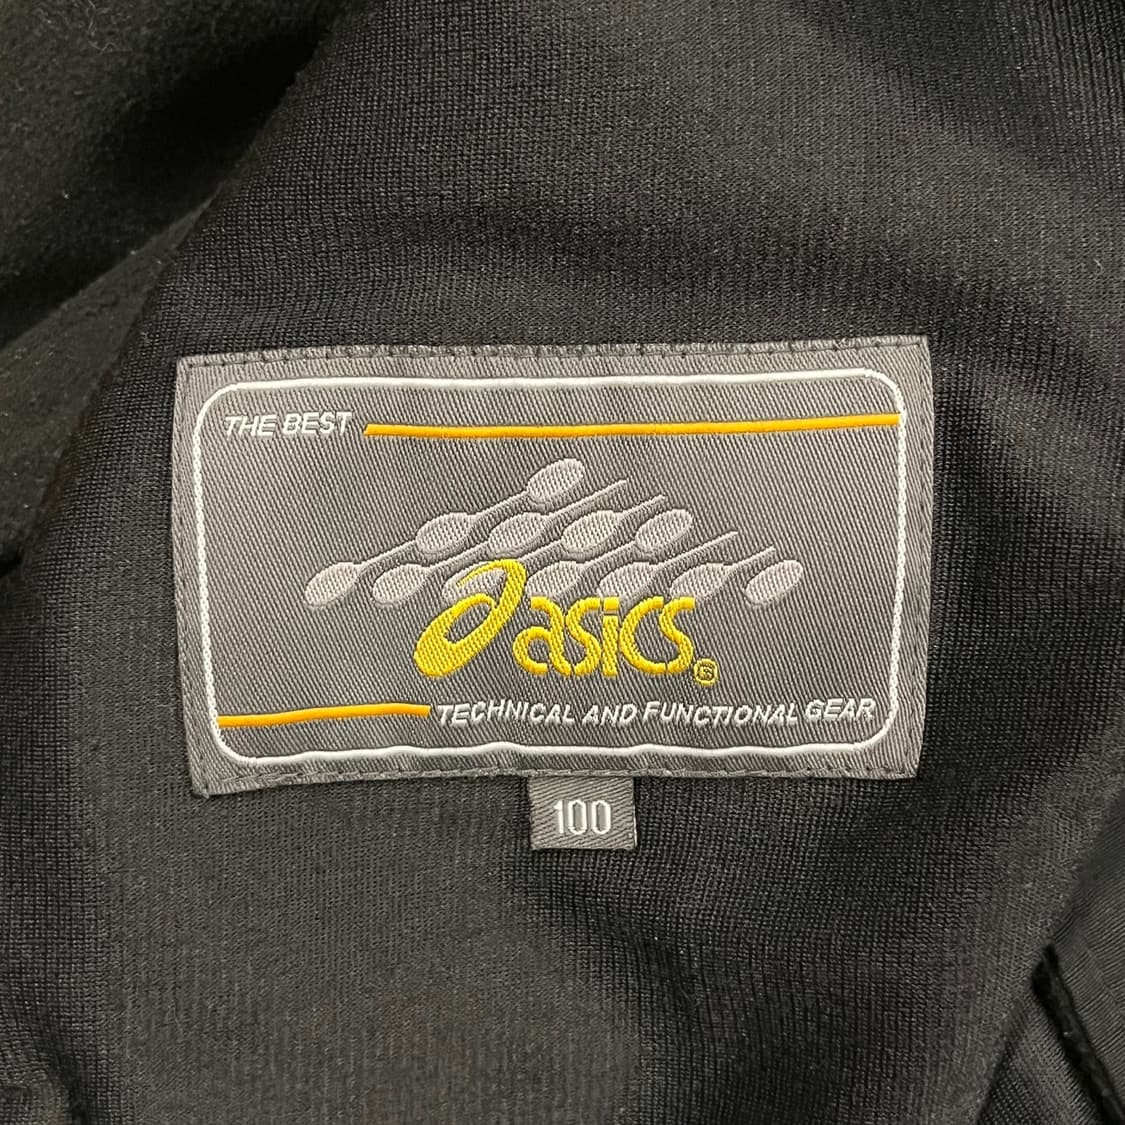 THE BEST
asics®
TECHNICAL AND FUNCTIONAL GEAR
100